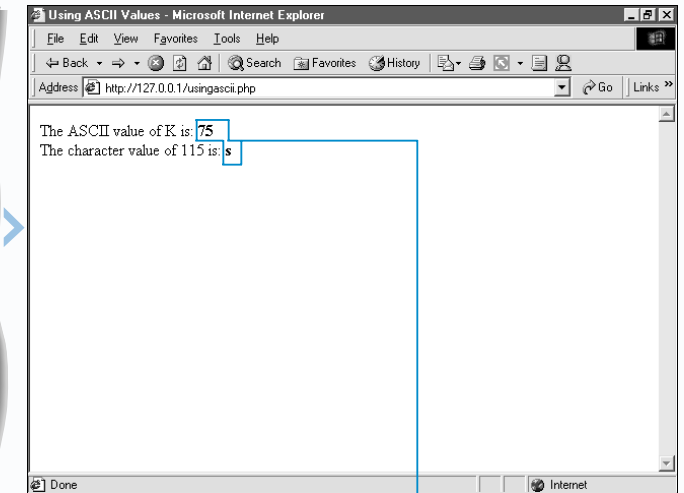 Using ASCII Values - Microsoft Internet Explorer
File Edit View Favorites Tools Help
Back Search Favorites History
Address http://127.0.0.1/usingascii.php Go Links »
The ASCII value of K is: 75
The character value of 115 is: s
Done Internet